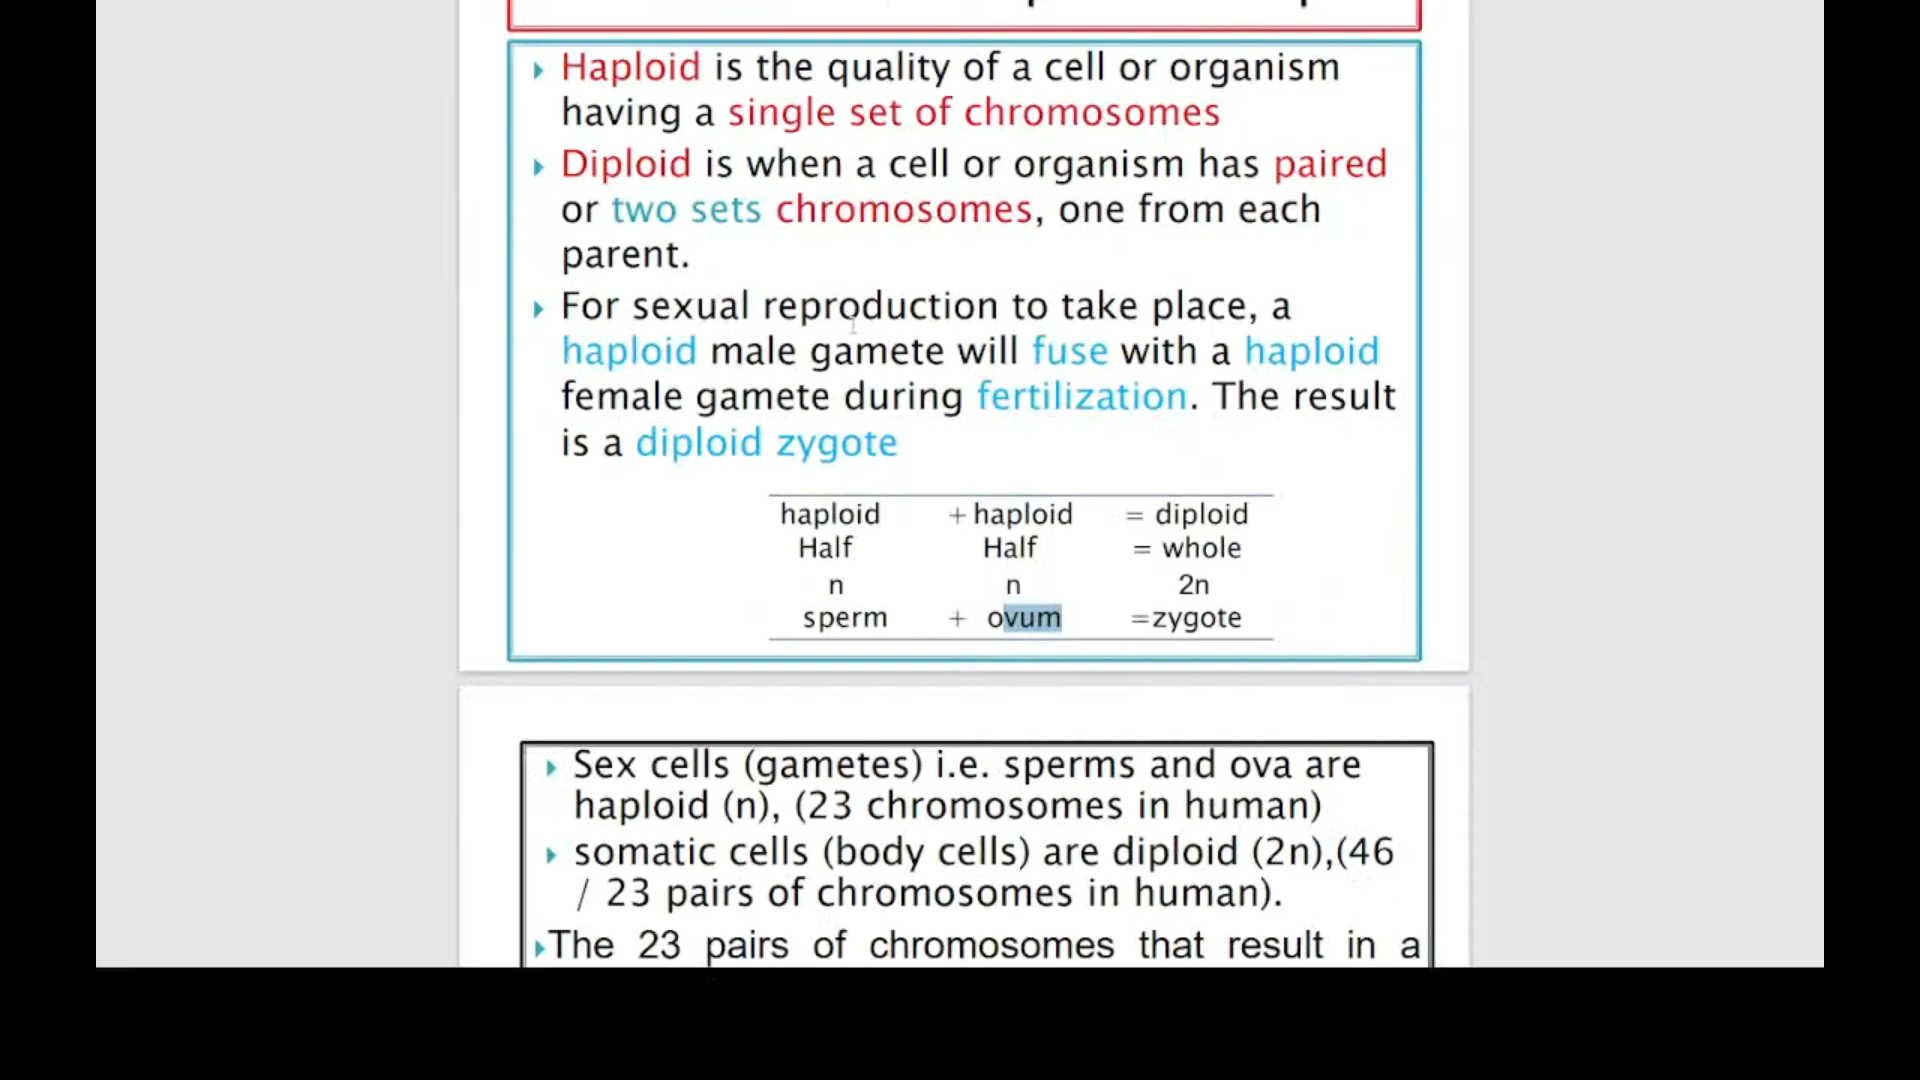 Haploid is the quality of a cell or organism
having a single set of chromosomes
Diploid is when a cell or organism has paired
or two sets chromosomes, one from each
parent.
For sexual reproduction to take place, a
haploid male gamete will fuse with a haploid
female gamete during fertilization. The result
is a diploid zygote
haploid + haploid = diploid
Half Half = whole
n n 2n
sperm + ovum =zygote
Sex cells (gametes) i.e. sperms and ova are
haploid (n), (23 chromosomes in human)
somatic cells (body cells) are diploid (2n),(46
/ 23 pairs of chromosomes in human).
The 23 pairs of chromosomes that result in a